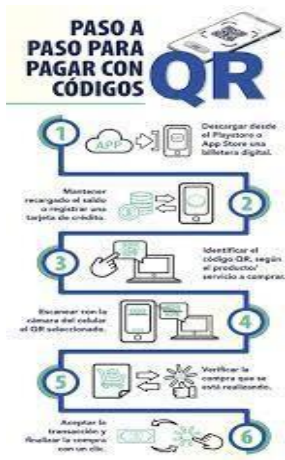 PASO A
PASO PARA
PAGAR CON
CÓDIGOS
QR
1
APP
Descargar desde
el Playstore o
App Store una
billetera digital.
Mantener
recargado el saldo
o registrar una
tarjeta de crédito.
2
3
Identificar el
código QR, según
el producto/
servicio a comprar.
Escanear con la
cámara del celular
el QR seleccionado.
4
5
Verificar la
compra que se
está realizando.
Aceptar la
transacción y
finalizar la compra
con un clic.
6